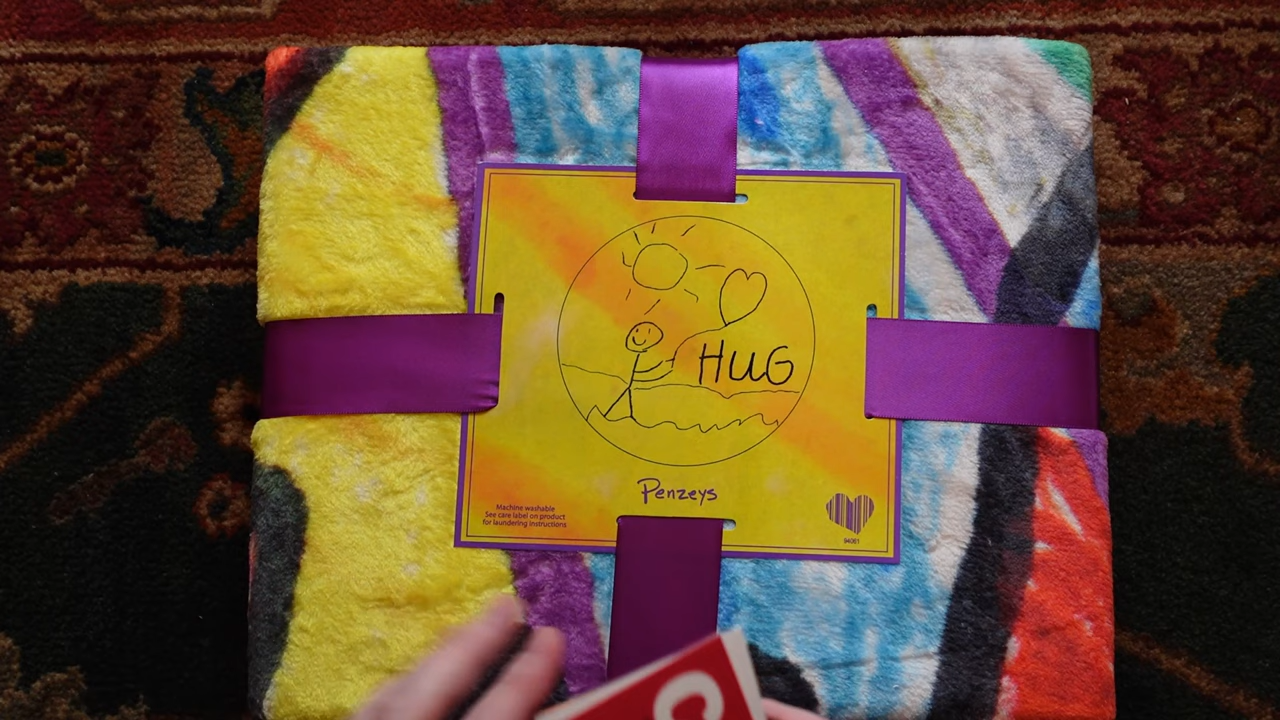 HUG
Penzeys
Machine washable
See care label on product
for laundering instructions
94061
C